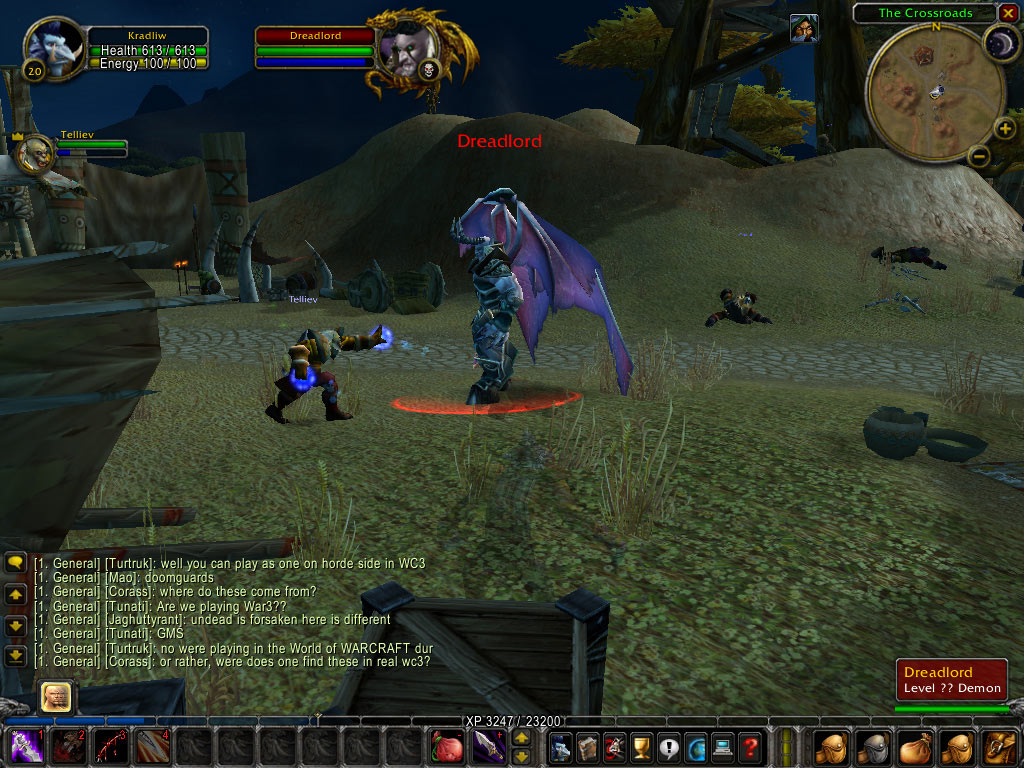 Kradliw
Health 613 / 613
Energy 100 / 100
20
Dreadlord
The Crossroads
N
Telliev
Dreadlord
Telliev
[1. General] [Turtruk]: well you can play as one on horde side in WC3
[1. General] [Mao]: doomguards
[1. General] [Corass]: where do these come from?
[1. General] [Tunati]: Are we playing War3??
[1. General] [Jaghuttyrant]: undead is forsaken here is different
[1. General] [Tunati]: GMS
[1. General] [Turtruk]: no were playing in the World of WARCRAFT dur
[1. General] [Corass]: or rather, were does one find these in real wc3?
Dreadlord
Level ?? Demon
XP 3247 / 23200
2 3 4